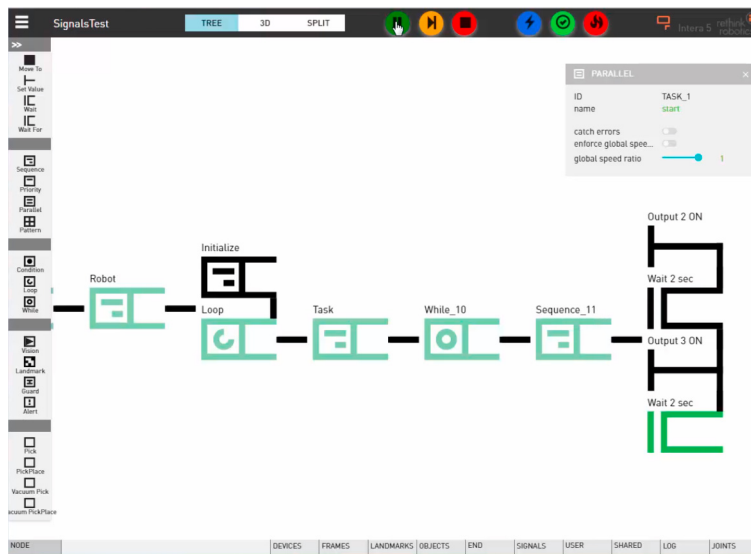 SignalsTest
TREE
3D
SPLIT
Intera 5
rethink
robotic
>>
Move To
Set Value
Wait
Wait For
Sequence
Priority
Parallel
Pattern
Condition
Loop
While
Vision
Landmark
Guard
Alert
Pick
PickPlace
Vacuum Pick
acuum PickPlace
PARALLEL
×
ID TASK_1
name start
catch errors
enforce global spee...
global speed ratio 1
Output 2 ON
Initialize
Robot
Wait 2 sec
Loop
Task
While_10
Sequence_11
Output 3 ON
Wait 2 sec
NODE
DEVICES
FRAMES
LANDMARKS
OBJECTS
END
SIGNALS
USER
SHARED
LOG
JOINTS